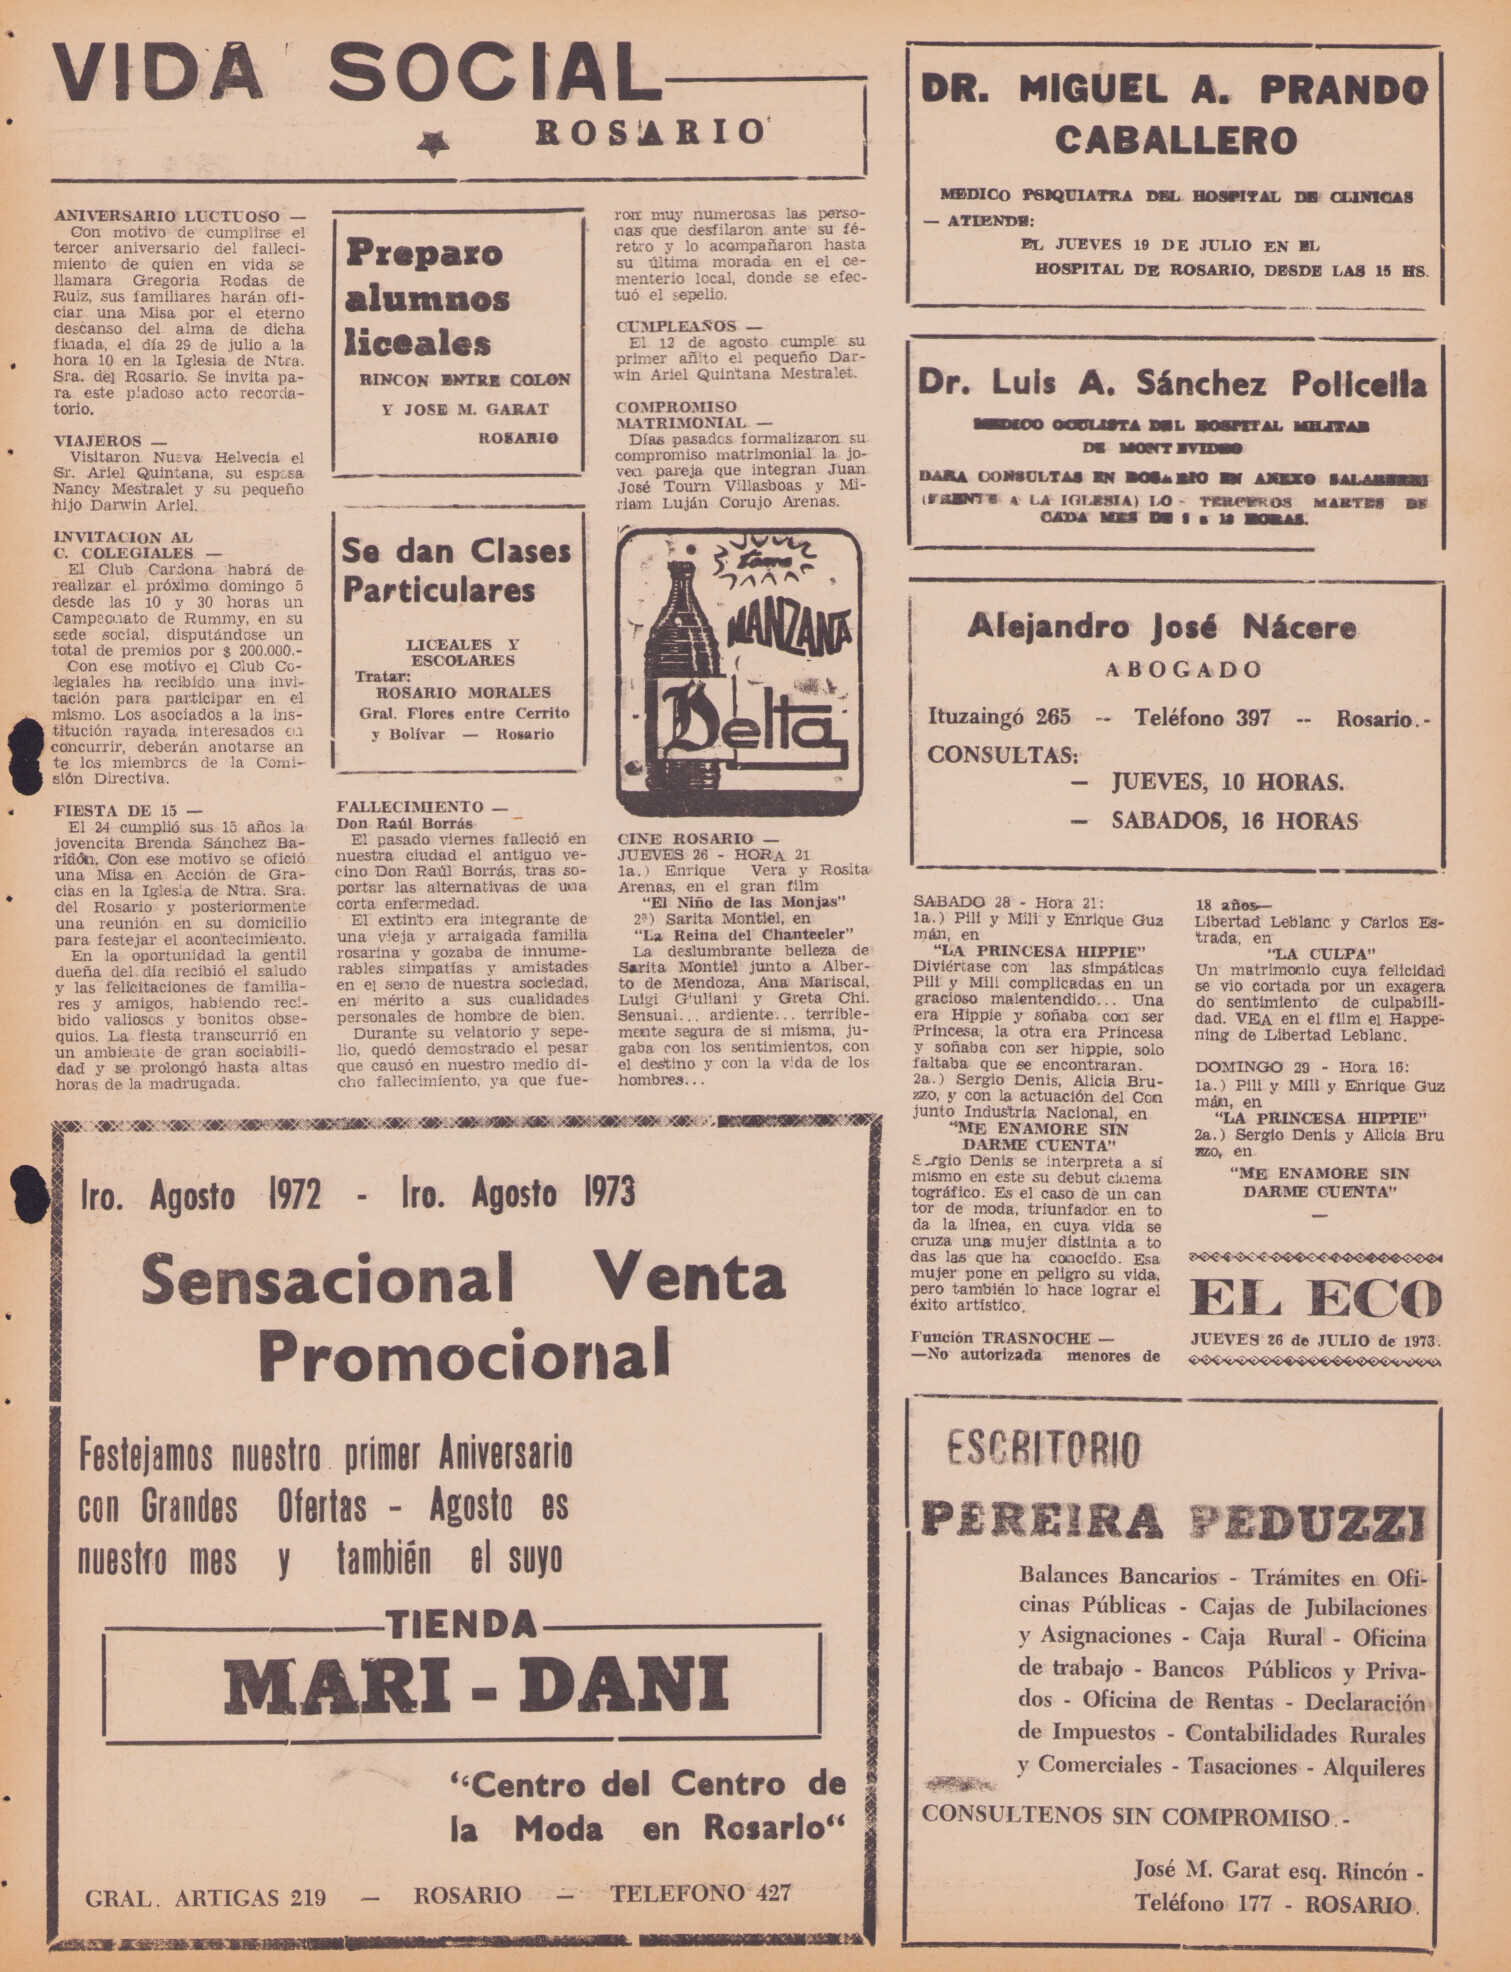 VIDA SOCIAL
ROSARIO
ANIVERSARIO LUCTUOSO —
Con motivo de cumplirse el
tercer aniversario del falleci-
miento de quien en vida se
llamara Gregoria Rodas de
Ruiz, sus familiares harán ofi-
ciar una Misa por el eterno
descanso del alma de dicha
finada, el día 29 de julio a la
hora 10 en la Iglesia de Ntra.
Sra. del Rosario. Se invita pa-
ra este piadoso acto recorda-
torio.
VIAJEROS —
Visitaron Nueva Helvecia el
Sr. Ariel Quintana, su esposa
Nancy Mestralet y su pequeño
hijo Darwin Ariel.
INVITACION AL
C. COLEGIALES —
El Club Cardona habrá de
realizar el próximo domingo 5
desde las 10 y 30 horas un
Campeonato de Rummy, en su
sede social, disputándose un
total de premios por $ 200.000.-
Con ese motivo el Club Co-
legiales ha recibido una invi-
tación para participar en el
mismo. Los asociados a la ins-
titución rayada interesados en
concurrir, deberán anotarse an
te los miembros de la Comi-
sión Directiva.
FIESTA DE 15 —
El 24 cumplió sus 15 años la
jovencita Brenda Sánchez Ba-
ridón. Con ese motivo se ofició
una Misa en Acción de Gra-
cias en la Iglesia de Ntra. Sra.
del Rosario y posteriormente
una reunión en su domicilio
para festejar el acontecimiento.
En la oportunidad la gentil
dueña del día recibió el saludo
y las felicitaciones de familia-
res y amigos, habiendo reci-
bido valiosos y bonitos obse-
quios. La fiesta transcurrió en
un ambiente de gran sociabili-
dad y se prolongó hasta altas
horas de la madrugada.
Preparo
alumnos
liceales
RINCON ENTRE COLON
Y JOSE M. GARAT
ROSARIO
Se dan Clases
Particulares
LICEALES Y
ESCOLARES
Tratar:
ROSARIO MORALES
Gral. Flores entre Cerrito
y Bolívar — Rosario
FALLECIMIENTO —
Don Raúl Borrás
El pasado viernes falleció en
nuestra ciudad el antiguo ve-
cino Don Raúl Borrás, tras so-
portar las alternativas de una
corta enfermedad.
El extinto era integrante de
una vieja y arraigada familia
rosarina y gozaba de innume-
rables simpatías y amistades
en el seno de nuestra sociedad,
en mérito a sus cualidades
personales de hombre de bien.
Durante su velatorio y sepe-
lio, quedó demostrado el pesar
que causó en nuestro medio di-
cho fallecimiento, ya que fue-
ron muy numerosas las perso-
nas que desfilaron ante su fé-
retro y lo acompañaron hasta
su última morada en el ce-
menterio local, donde se efec-
tuó el sepelio.
CUMPLEAÑOS —
El 12 de agosto cumple su
primer añito el pequeño Dar-
win Ariel Quintana Mestralet.
COMPROMISO
MATRIMONIAL —
Días pasados formalizaron su
compromiso matrimonial la jo-
ven pareja que integran Juan
José Tourn Villasboas y Mi-
riam Luján Corujo Arenas.
tome
MANZANA
Delta
CINE ROSARIO —
JUEVES 26 - HORA 21
1a.) Enrique Vera y Rosita
Arenas, en el gran film
"El Niño de las Monjas"
2ª) Sarita Montiel, en
"La Reina del Chantecler"
La deslumbrante belleza de
Sarita Montiel junto a Alber-
to de Mendoza, Ana Mariscal,
Luigi Giuliani y Greta Chi.
Sensual... ardiente... terrible-
mente segura de si misma, ju-
gaba con los sentimientos, con
el destino y con la vida de los
hombres...
DR. MIGUEL A. PRANDO
CABALLERO
MEDICO PSIQUIATRA DEL HOSPITAL DE CLINICAS
— ATIENDE:
EL JUEVES 19 DE JULIO EN EL
HOSPITAL DE ROSARIO, DESDE LAS 15 HS.
Dr. Luis A. Sánchez Policella
MEDICO OCULISTA DEL HOSPITAL MILITAR
DE MONTEVIDEO
DARA CONSULTAS EN ROSARIO EN ANEXO SALABERRI
(FRENTE A LA IGLESIA) LO- TERCEROS MARTES DE
CADA MES DE a HORAS.
Alejandro José Nácere
ABOGADO
Ituzaingó 265 -- Teléfono 397 -- Rosario.-
CONSULTAS:
— JUEVES, 10 HORAS.
— SABADOS, 16 HORAS
SABADO 28 - Hora 21:
1a.) Pili y Mili y Enrique Guz
mán, en
"LA PRINCESA HIPPIE"
Diviértase con las simpáticas
Pili y Mili complicadas en un
gracioso malentendido... Una
era Hippie y soñaba con ser
Princesa, la otra era Princesa
y soñaba con ser hippie, solo
faltaba que se encontraran.
2a.) Sergio Denis, Alicia Bru-
zzo, y con la actuación del Con
junto Industria Nacional, en
"ME ENAMORE SIN
DARME CUENTA"
Sergio Denis se interpreta a sí
mismo en este su debut cinema
tográfico. Es el caso de un can
tor de moda, triunfador en to
da la línea, en cuya vida se
cruza una mujer distinta a to
das las que ha conocido. Esa
mujer pone en peligro su vida,
pero también lo hace lograr el
éxito artístico.
Función TRASNOCHE —
—No autorizada menores de
18 años—
Libertad Leblanc y Carlos Es-
trada, en
"LA CULPA"
Un matrimonio cuya felicidad
se vio cortada por un exagera
do sentimiento de culpabili-
dad. VEA en el film el Happe-
ning de Libertad Leblanc.
DOMINGO 29 - Hora 16:
1a.) Pili y Mili y Enrique Guz
mán, en
"LA PRINCESA HIPPIE"
2a.) Sergio Denis y Alicia Bru
zzo, en
"ME ENAMORE SIN
DARME CUENTA"
—
EL ECO
JUEVES 26 de JULIO de 1973.
1ro. Agosto 1972 - 1ro. Agosto 1973
Sensacional Venta
Promocional
Festejamos nuestro primer Aniversario
con Grandes Ofertas - Agosto es
nuestro mes y también el suyo
TIENDA
MARI - DANI
"Centro del Centro de
la Moda en Rosario"
GRAL. ARTIGAS 219 — ROSARIO — TELEFONO 427
ESCRITORIO
PEREIRA PEDUZZI
Balances Bancarios - Trámites en Ofi-
cinas Públicas - Cajas de Jubilaciones
y Asignaciones - Caja Rural - Oficina
de trabajo - Bancos Públicos y Priva-
dos - Oficina de Rentas - Declaración
de Impuestos - Contabilidades Rurales
y Comerciales - Tasaciones - Alquileres
CONSULTENOS SIN COMPROMISO.-
José M. Garat esq. Rincón -
Teléfono 177 - ROSARIO.